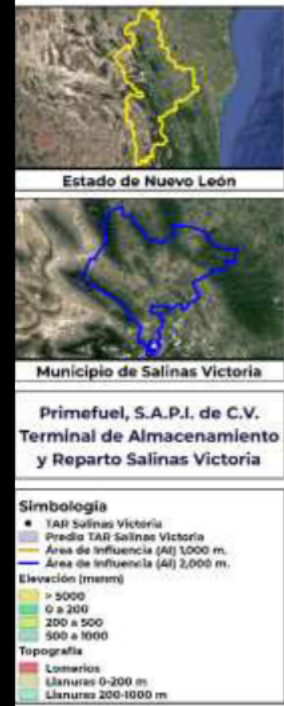 Estado de Nuevo León
Municipio de Salinas Victoria
Primefuel, S.A.P.I. de C.V.
Terminal de Almacenamiento
y Reparto Salinas Victoria
Simbología
TAR Salinas Victoria
Predio TAR Salinas Victoria
Área de Influencia (AI) 1,000 m.
Área de Influencia (AI) 2,000 m.
Elevación (msnm)
> 5000
0 a 200
200 a 500
500 a 1000
Topografía
Lomerios
Llanuras 0-200 m
Llanuras 200-1000 m